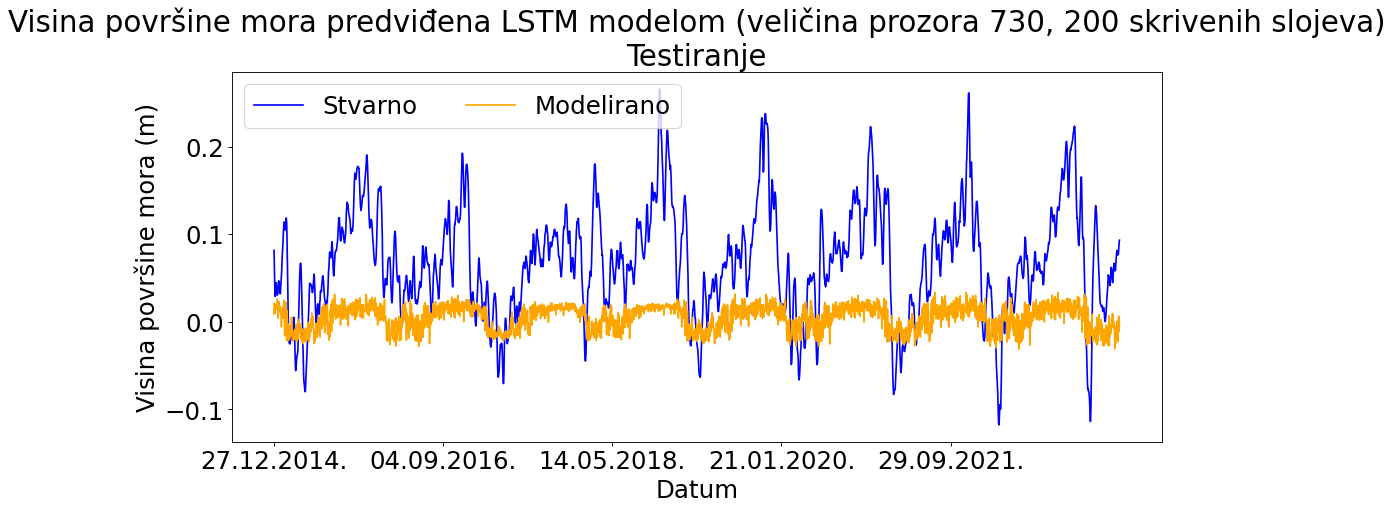 Visina površine mora predviđena LSTM modelom (veličina prozora 730, 200 skrivenih slojeva)
Testiranje
Stvarno Modelirano
Visina površine mora (m)
0.2
0.1
0.0
−0.1
27.12.2014. 04.09.2016. 14.05.2018. 21.01.2020. 29.09.2021.
Datum